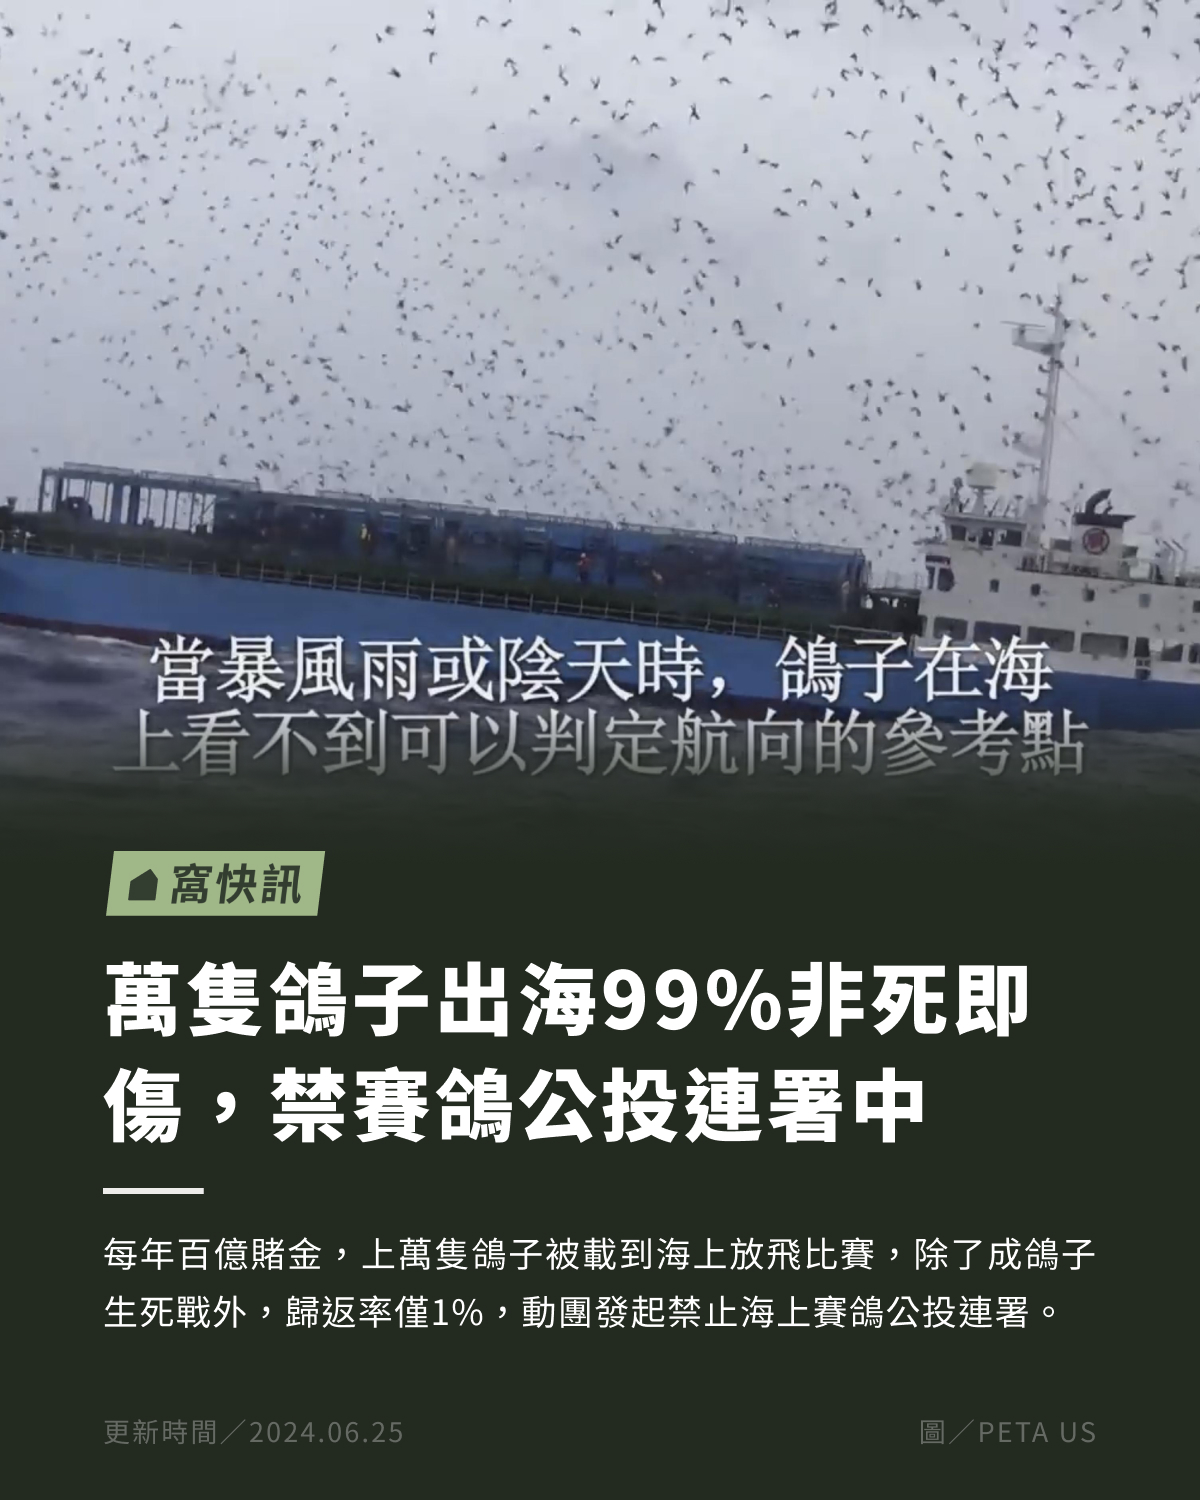 當暴風雨或陰天時，鴿子在海
上看不到可以判定航向的參考點
窩快訊
萬隻鴿子出海99%非死即
傷，禁賽鴿公投連署中
每年百億賭金，上萬隻鴿子被載到海上放飛比賽，除了成鴿子
生死戰外，歸返率僅1%，動團發起禁止海上賽鴿公投連署。
更新時間／2024.06.25
圖／PETA US